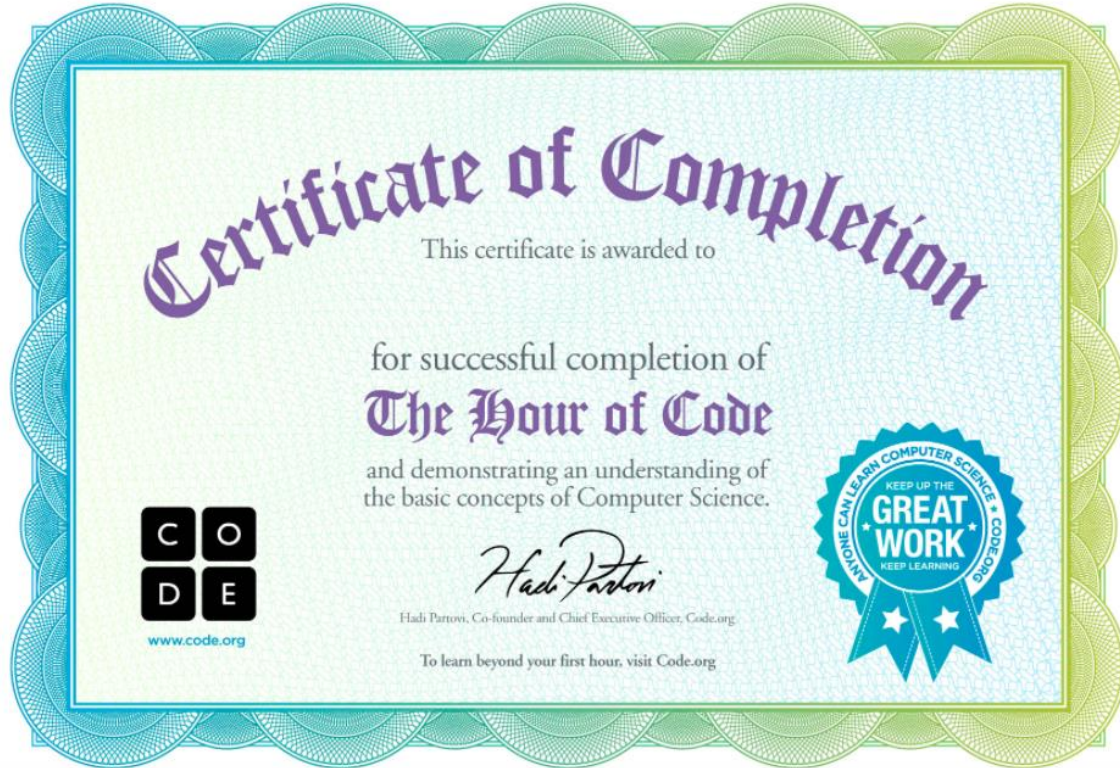 Certificate of Completion
This certificate is awarded to
for successful completion of
The Hour of Code
and demonstrating an understanding of
the basic concepts of Computer Science.
C O
D E
www.code.org
Hadi Partovi
Hadi Partovi, Co-founder and Chief Executive Officer, Code.org
To learn beyond your first hour, visit Code.org
ANYONE CAN LEARN COMPUTER SCIENCE • CODE.ORG
KEEP UP THE
GREAT
WORK
KEEP LEARNING